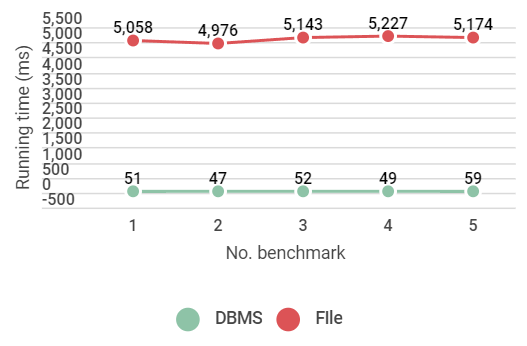 5,500
5,000
4,500
4,000
3,500
3,000
2,500
2,000
1,500
1,000
500
0
-500
Running time (ms)
5,058 4,976 5,143 5,227 5,174
51 47 52 49 59
1 2 3 4 5
No. benchmark
DBMS FIle